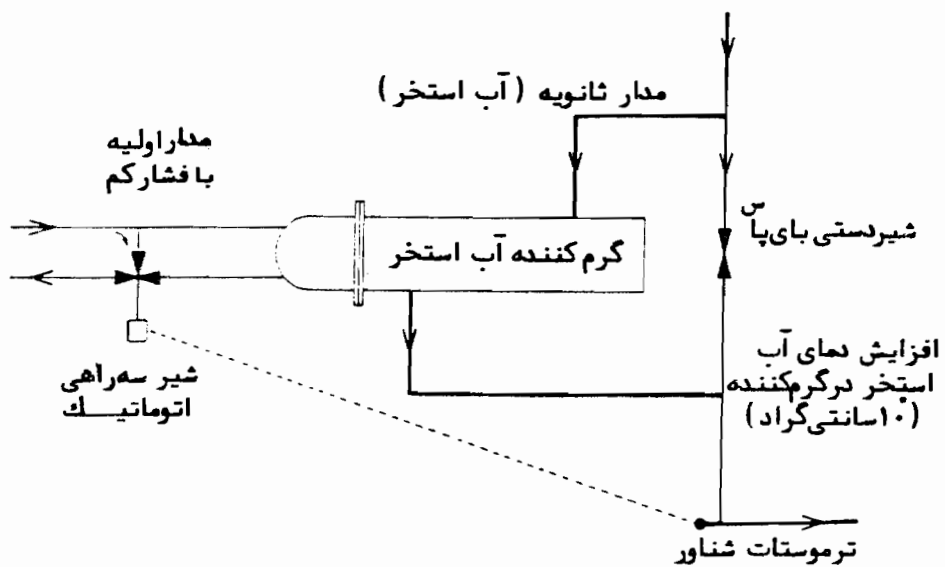 مدار ثانویه (آب استخر)
مدار اولیه
با فشار کم
شیر دستی بای پاس
گرم کننده آب استخر
افزایش دمای آب
استخر در گرم کننده
(۱۰ْ سانتی گراد)
شیر سه راهی
اتوماتیـــك
ترموستات شناور